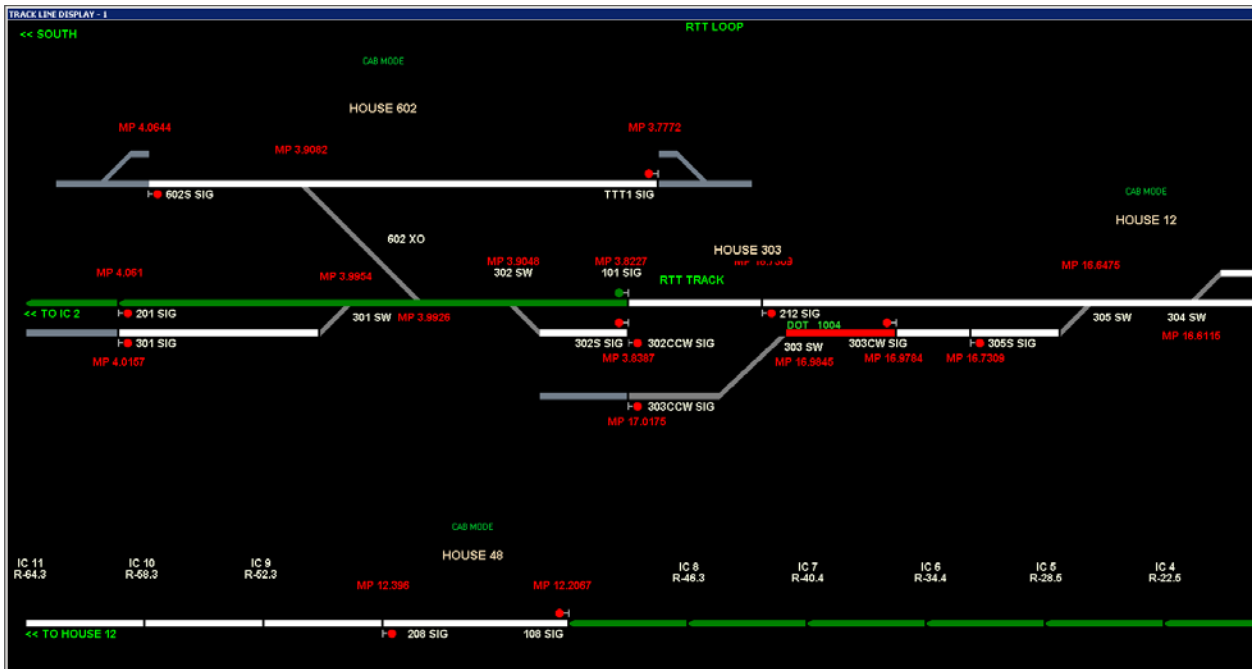 TRACK LINE DISPLAY - 1
<< SOUTH
RTT LOOP
CAB MODE
HOUSE 602
MP 4.0644
MP 3.9082
MP 3.7772
602S SIG
TTT1 SIG
CAB MODE
HOUSE 12
602 XO
HOUSE 303
MP 4.061
MP 3.9954
MP 3.9048
302 SW
MP 3.8227
101 SIG
RTT TRACK
MP 16.6475
<< TO IC 2
201 SIG
301 SW
MP 3.9926
212 SIG
DOT 1004
305 SW
304 SW
301 SIG
302S SIG
302CCW SIG
303 SW
303CW SIG
305S SIG
MP 16.6115
MP 4.0157
MP 3.8387
MP 16.9845
MP 16.9784
MP 16.7309
303CCW SIG
MP 17.0175
CAB MODE
HOUSE 48
IC 11
R-64.3
IC 10
R-58.3
IC 9
R-52.3
IC 8
R-46.3
IC 7
R-40.4
IC 6
R-34.4
IC 5
R-28.5
IC 4
R-22.5
MP 12.396
MP 12.2067
<< TO HOUSE 12
208 SIG
108 SIG